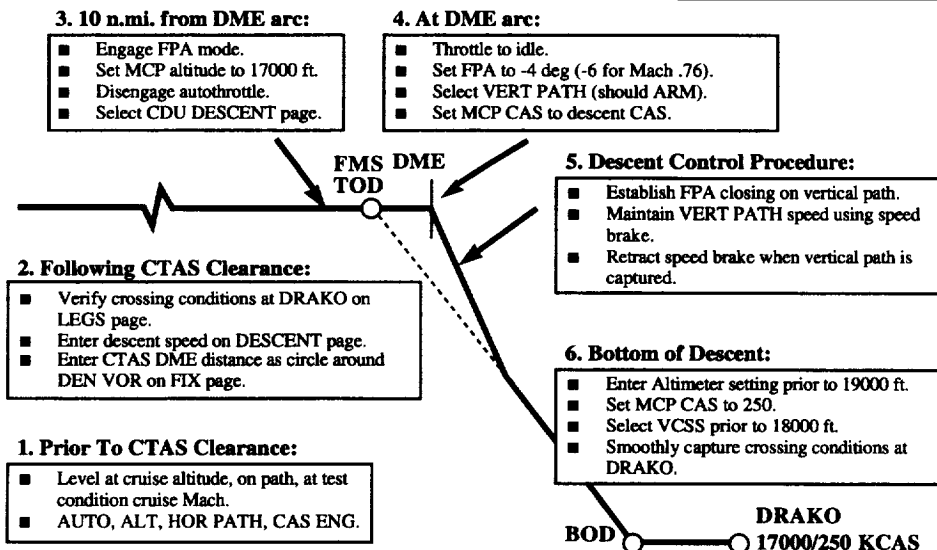 3. 10 n.mi. from DME arc:
■ Engage FPA mode.
■ Set MCP altitude to 17000 ft.
■ Disengage autothrottle.
■ Select CDU DESCENT page.
4. At DME arc:
■ Throttle to idle.
■ Set FPA to -4 deg (-6 for Mach .76).
■ Select VERT PATH (should ARM).
■ Set MCP CAS to descent CAS.
FMS
TOD
DME
5. Descent Control Procedure:
■ Establish FPA closing on vertical path.
■ Maintain VERT PATH speed using speed
brake.
■ Retract speed brake when vertical path is
captured.
2. Following CTAS Clearance:
■ Verify crossing conditions at DRAKO on
LEGS page.
■ Enter descent speed on DESCENT page.
■ Enter CTAS DME distance as circle around
DEN VOR on FIX page.
6. Bottom of Descent:
■ Enter Altimeter setting prior to 19000 ft.
■ Set MCP CAS to 250.
■ Select VCSS prior to 18000 ft.
■ Smoothly capture crossing conditions at
DRAKO.
1. Prior To CTAS Clearance:
■ Level at cruise altitude, on path, at test
condition cruise Mach.
■ AUTO, ALT, HOR PATH, CAS ENG.
BOD
DRAKO
17000/250 KCAS